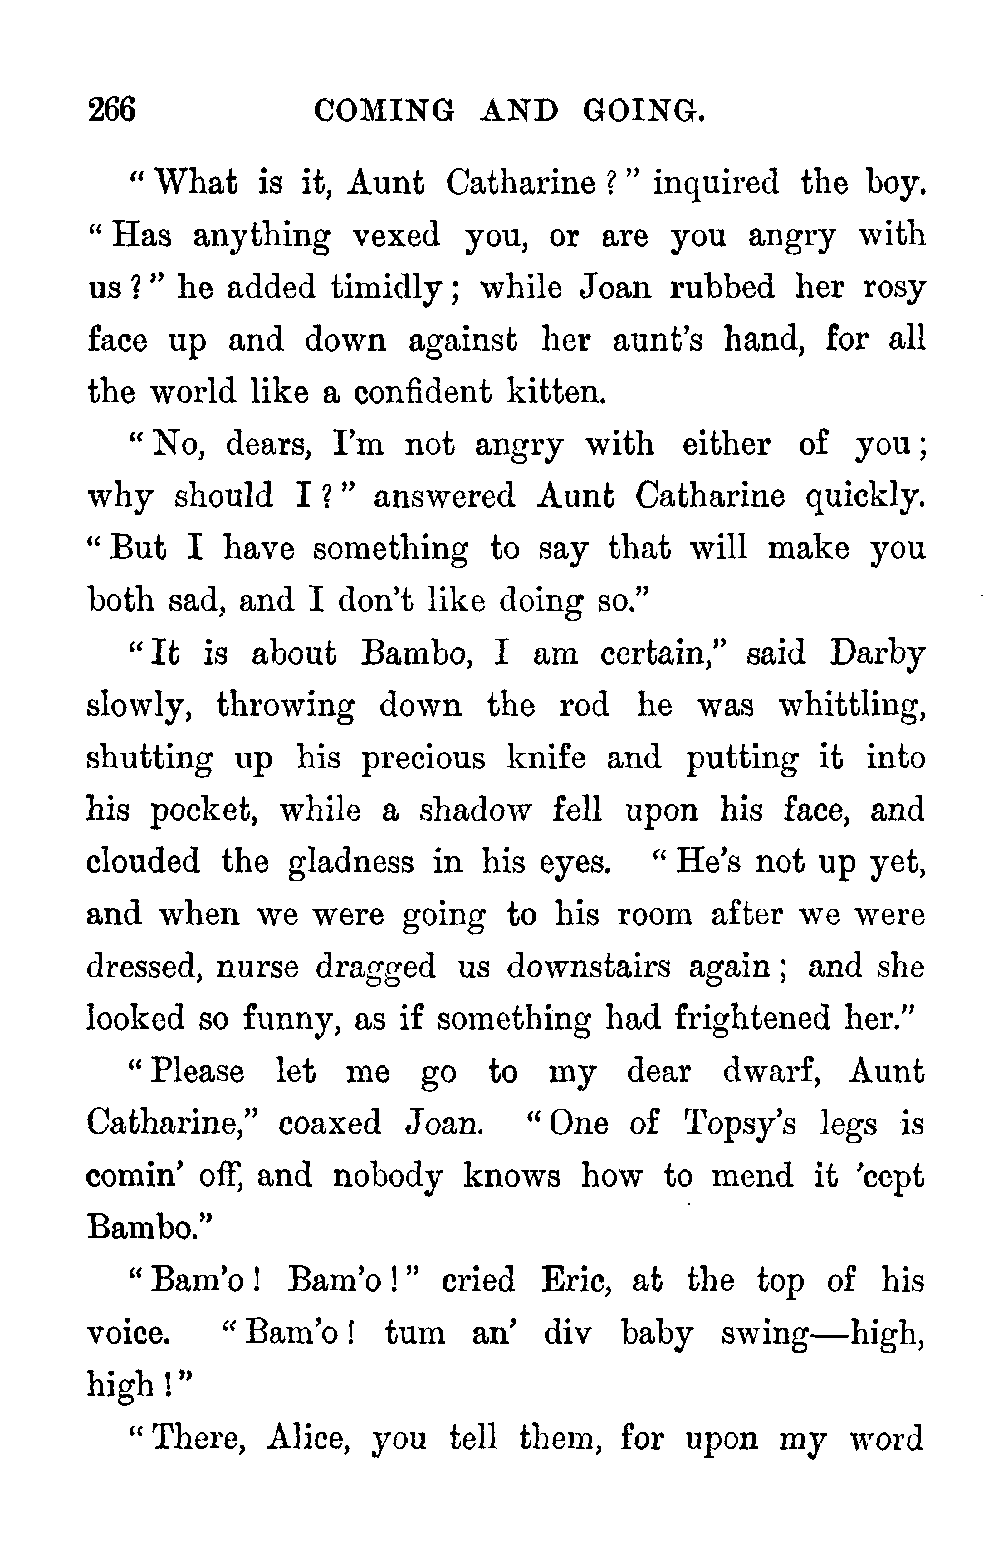 266 COMING AND GOING.
"What is it, Aunt Catharine?" inquired the boy.
"Has anything vexed you, or are you angry with
us?" he added timidly; while Joan rubbed her rosy
face up and down against her aunt's hand, for all
the world like a confident kitten.
"No, dears, I'm not angry with either of you;
why should I?" answered Aunt Catharine quickly.
"But I have something to say that will make you
both sad, and I don't like doing so."
"It is about Bambo, I am certain," said Darby
slowly, throwing down the rod he was whittling,
shutting up his precious knife and putting it into
his pocket, while a shadow fell upon his face, and
clouded the gladness in his eyes. "He's not up yet,
and when we were going to his room after we were
dressed, nurse dragged us downstairs again; and she
looked so funny, as if something had frightened her."
"Please let me go to my dear dwarf, Aunt
Catharine," coaxed Joan. "One of Topsy's legs is
comin' off, and nobody knows how to mend it 'cept
Bambo."
"Bam'o! Bam'o!" cried Eric, at the top of his
voice. "Bam'o! tum an' div baby swing—high,
high!"
"There, Alice, you tell them, for upon my word